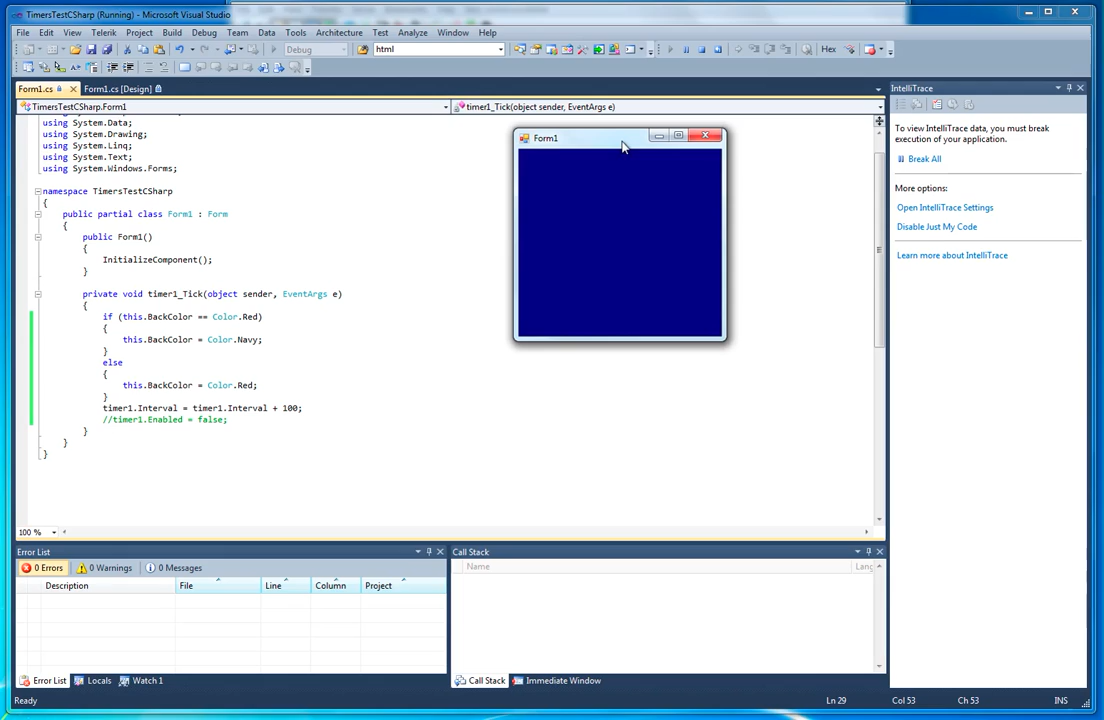 TimersTestCSharp (Running) - Microsoft Visual Studio
File Edit View Telerik Project Build Debug Team Data Tools Architecture Test Analyze Window Help
Debug html Hex
Form1.cs Form1.cs [Design]
TimersTestCSharp.Form1 timer1_Tick(object sender, EventArgs e)
using System.Data;
using System.Drawing;
using System.Linq;
using System.Text;
using System.Windows.Forms;
namespace TimersTestCSharp
{
public partial class Form1 : Form
{
public Form1()
{
InitializeComponent();
}
private void timer1_Tick(object sender, EventArgs e)
{
if (this.BackColor == Color.Red)
{
this.BackColor = Color.Navy;
}
else
{
this.BackColor = Color.Red;
}
timer1.Interval = timer1.Interval + 100;
//timer1.Enabled = false;
}
}
}
100 %
Form1
IntelliTrace
To view IntelliTrace data, you must break
execution of your application.
Break All
More options:
Open IntelliTrace Settings
Disable Just My Code
Learn more about IntelliTrace
Error List
0 Errors 0 Warnings 0 Messages
Description File Line Column Project
Error List Locals Watch 1
Call Stack
Name Lang
Call Stack Immediate Window
Ready Ln 29 Col 53 Ch 53 INS